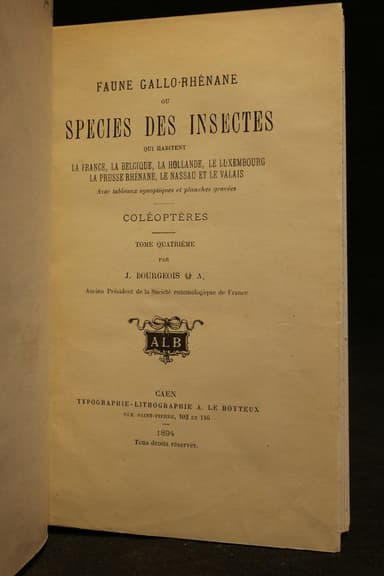 FAUNE GALLO-RHÉNANE
OU
SPECIES DES INSECTES
QUI HABITENT
LA FRANCE, LA BELGIQUE, LA HOLLANDE, LE LUXEMBOURG
LA PRUSSE RHÉNANE, LE NASSAU ET LE VALAIS
Avec tableaux synoptiques et planches gravées
COLÉOPTÈRES
TOME QUATRIÈME
PAR
J. BOURGEOIS A,
Ancien Président de la Société entomologique de France
ALB
CAEN
TYPOGRAPHIE-LITHOGRAPHIE A. LE BOYTEUX
RUE SAINT-PIERRE, 102 ET 116
1894
Tous droits réservés.